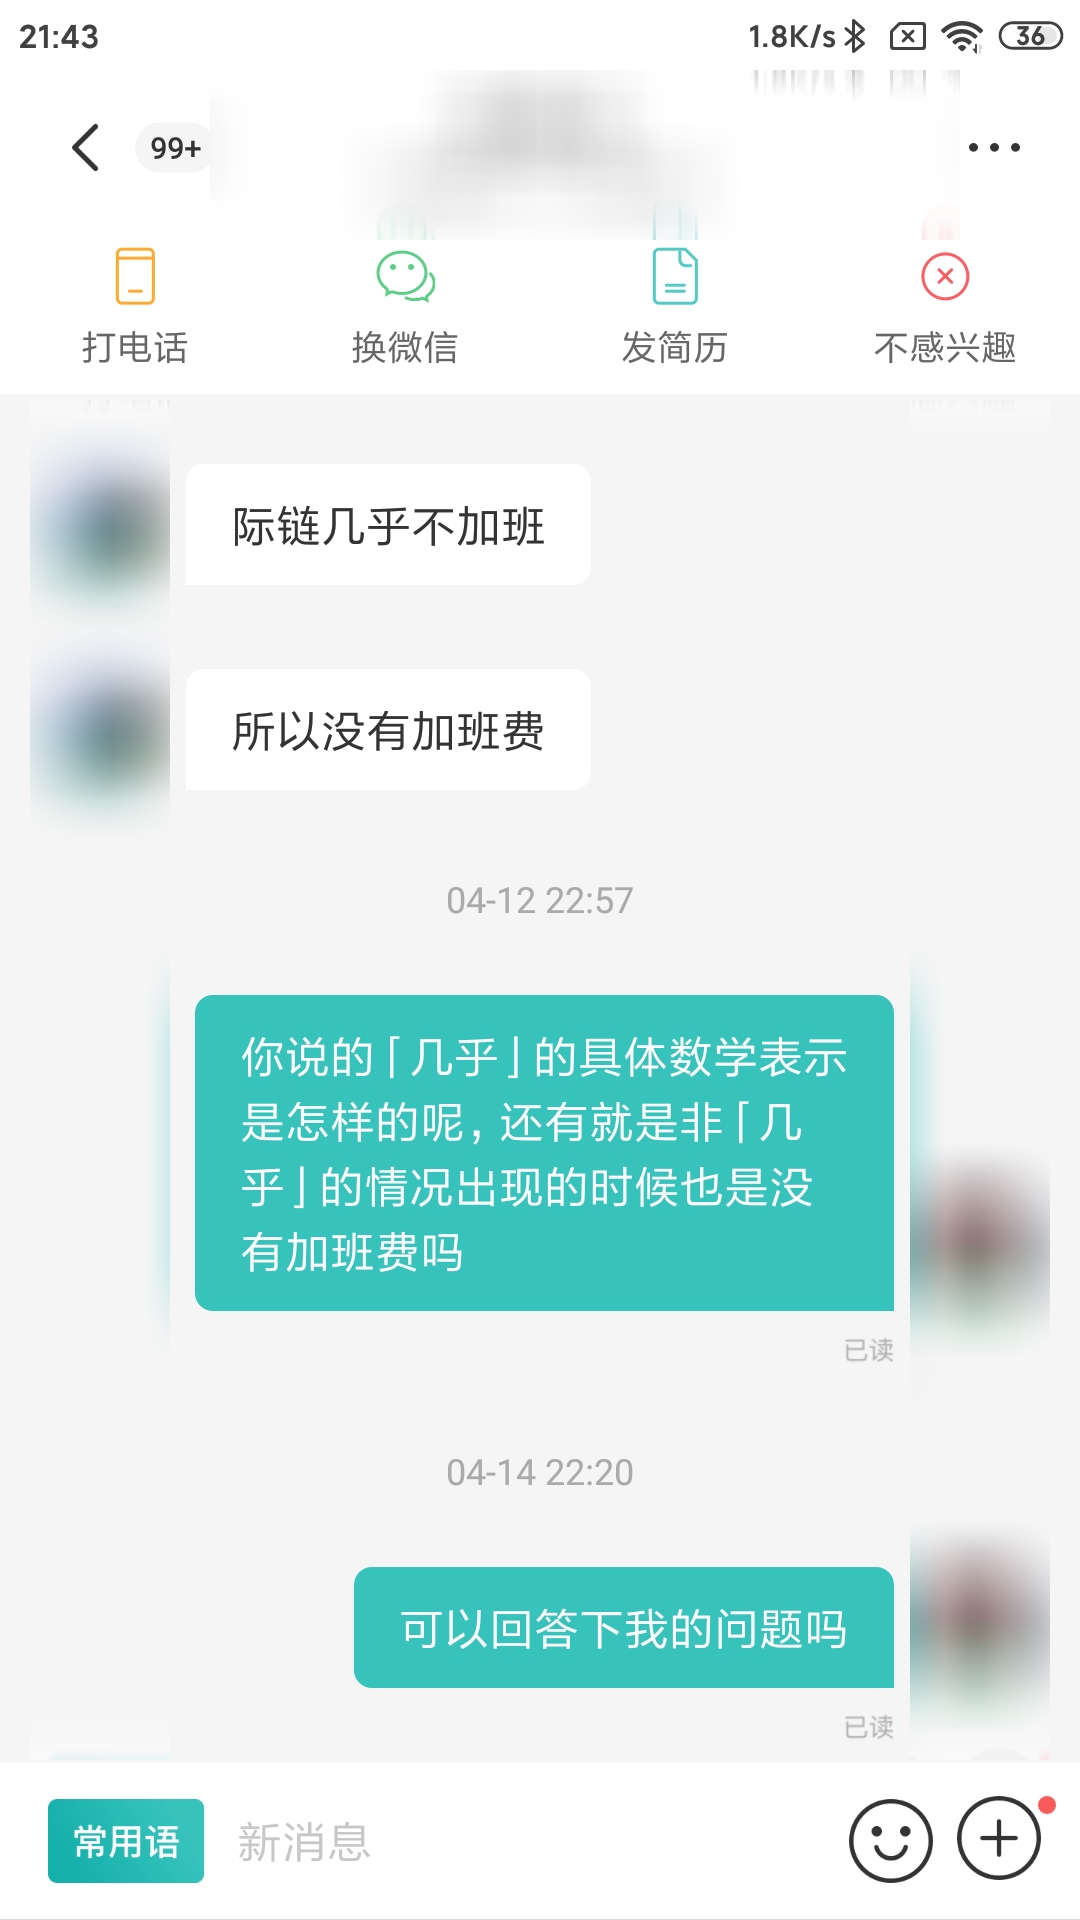 21:43
1.8K/s
36
99+
打电话
换微信
发简历
不感兴趣
际链几乎不加班
所以没有加班费
04-12 22:57
你说的「几乎」的具体数学表示
是怎样的呢，还有就是非「几
乎」的情况出现的时候也是没
有加班费吗
已读
04-14 22:20
可以回答下我的问题吗
已读
常用语
新消息